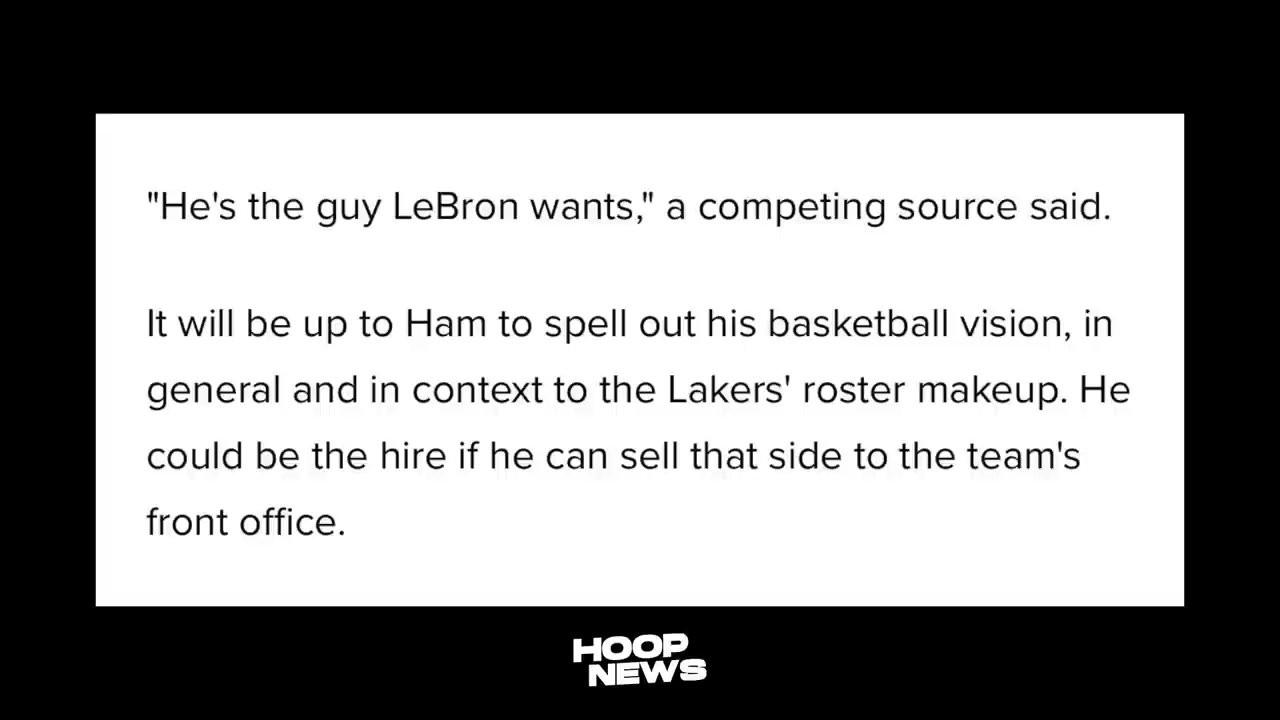 "He's the guy LeBron wants," a competing source said.
It will be up to Ham to spell out his basketball vision, in
general and in context to the Lakers' roster makeup. He
could be the hire if he can sell that side to the team's
front office.
HOOP
NEWS